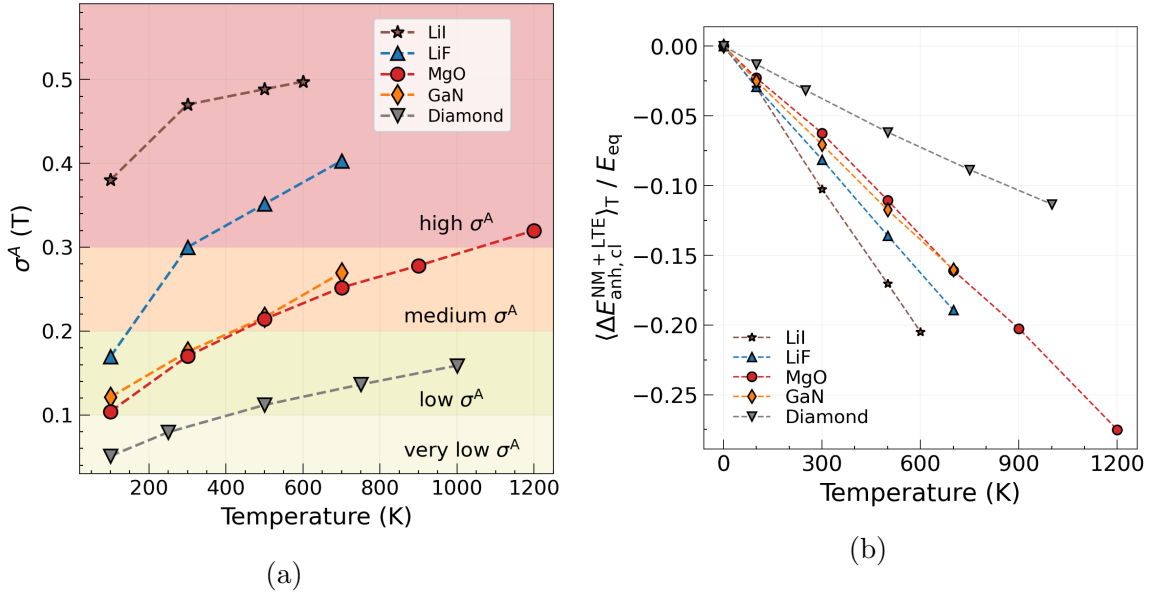 σ^A (T)
0.5
0.4
0.3
0.2
0.1
LiI
LiF
MgO
GaN
Diamond
high σ^A
medium σ^A
low σ^A
very low σ^A
200 400 600 800 1000 1200
Temperature (K)
(a)
⟨ΔE^{NM + LTE}_{anh, cl}⟩_T / E_eq
0.00
−0.05
−0.10
−0.15
−0.20
−0.25
LiI
LiF
MgO
GaN
Diamond
0 300 600 900 1200
Temperature (K)
(b)